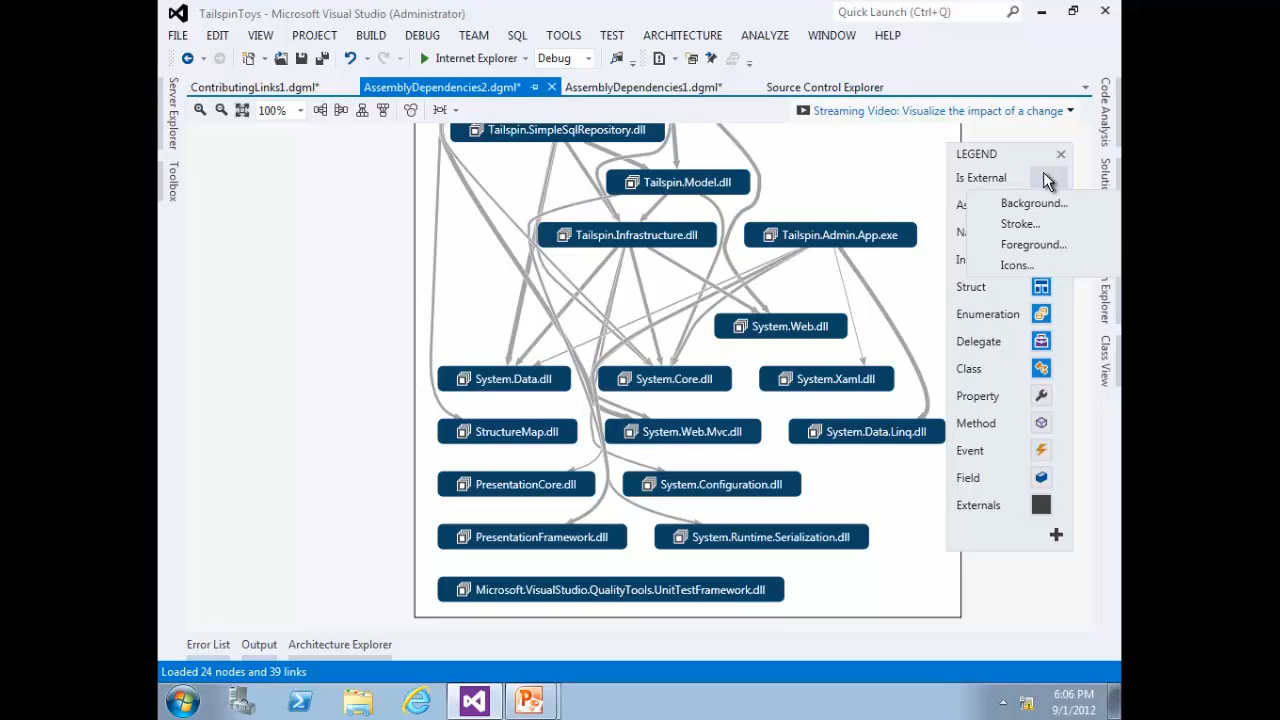 TailspinToys - Microsoft Visual Studio (Administrator)
Quick Launch (Ctrl+Q)
FILE EDIT VIEW PROJECT BUILD DEBUG TEAM SQL TOOLS TEST ARCHITECTURE ANALYZE WINDOW HELP
Internet Explorer Debug
ContributingLinks1.dgml* AssemblyDependencies2.dgml* AssemblyDependencies1.dgml* Source Control Explorer
100% Streaming Video: Visualize the impact of a change
Server Explorer
Toolbox
Code Analysis
Class View
Tailspin.SimpleSqlRepository.dll
Tailspin.Model.dll
Tailspin.Infrastructure.dll
Tailspin.Admin.App.exe
System.Web.dll
System.Data.dll
System.Core.dll
System.Xaml.dll
StructureMap.dll
System.Web.Mvc.dll
System.Data.Linq.dll
PresentationCore.dll
System.Configuration.dll
PresentationFramework.dll
System.Runtime.Serialization.dll
Microsoft.VisualStudio.QualityTools.UnitTestFramework.dll
LEGEND
Is External
Background...
Stroke...
Foreground...
Icons...
Struct
Enumeration
Delegate
Class
Property
Method
Event
Field
Externals
Error List Output Architecture Explorer
Loaded 24 nodes and 39 links
6:06 PM
9/1/2012